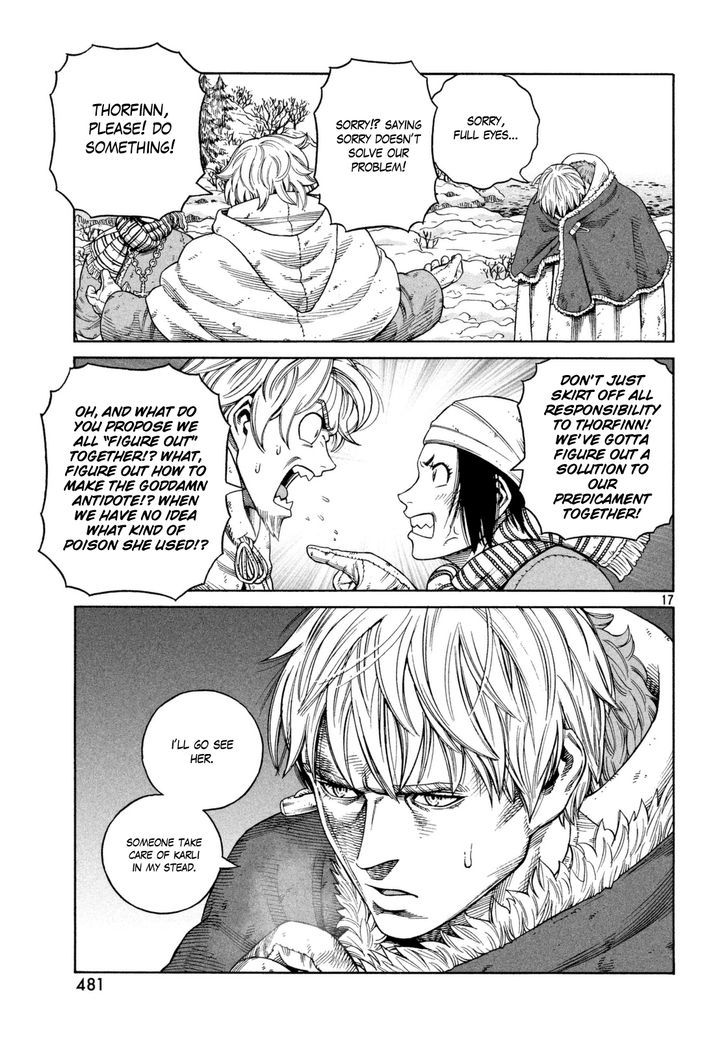 SORRY,
FULL EYES...
SORRY!? SAYING
SORRY DOESN'T
SOLVE OUR
PROBLEM!
THORFINN,
PLEASE! DO
SOMETHING!
DON'T JUST
SKIRT OFF ALL
RESPONSIBILITY
TO THORFINN!
WE'VE GOTTA
FIGURE OUT A
SOLUTION TO
OUR
PREDICAMENT
TOGETHER!
OH, AND WHAT DO
YOU PROPOSE WE
ALL "FIGURE OUT"
TOGETHER!? WHAT,
FIGURE OUT HOW TO
MAKE THE GODDAMN
ANTIDOTE!? WHEN
WE HAVE NO IDEA
WHAT KIND OF
POISON SHE USED!?
17
I'LL GO SEE
HER.
SOMEONE TAKE
CARE OF KARLI
IN MY STEAD.
481